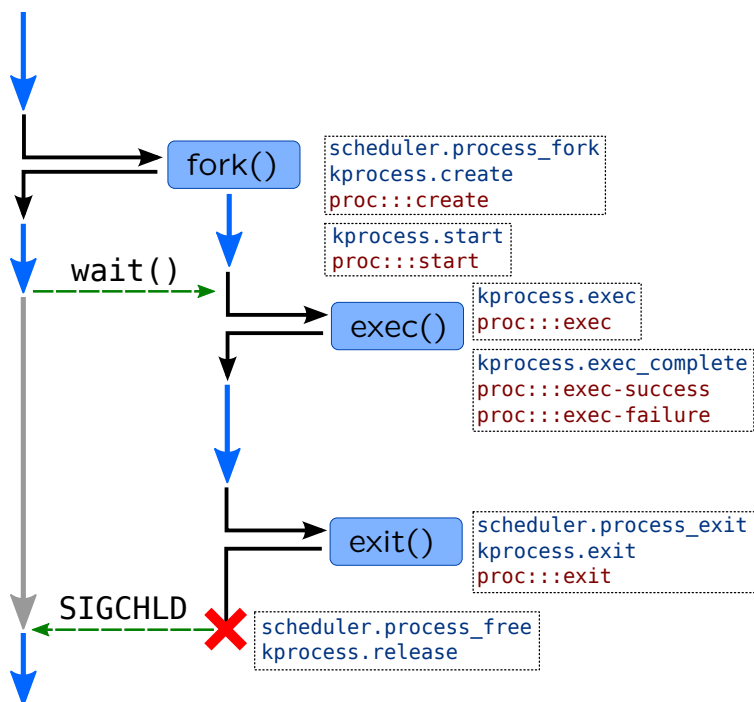 fork()
scheduler.process_fork
kprocess.create
proc:::create
kprocess.start
proc:::start
wait()
exec()
kprocess.exec
proc:::exec
kprocess.exec_complete
proc:::exec-success
proc:::exec-failure
exit()
scheduler.process_exit
kprocess.exit
proc:::exit
SIGCHLD
scheduler.process_free
kprocess.release